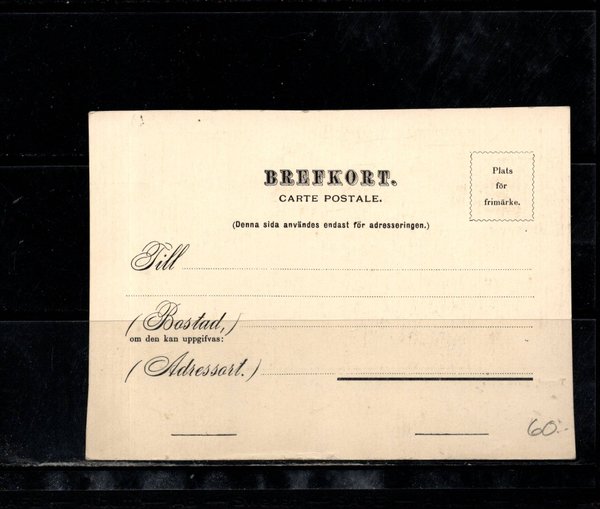 BREFKORT.
CARTE POSTALE.
Plats
för
frimärke.
(Denna sida användes endast för adresseringen.)
Till
(Bostad,)
om den kan uppgifvas:
(Adressort.)
60:-